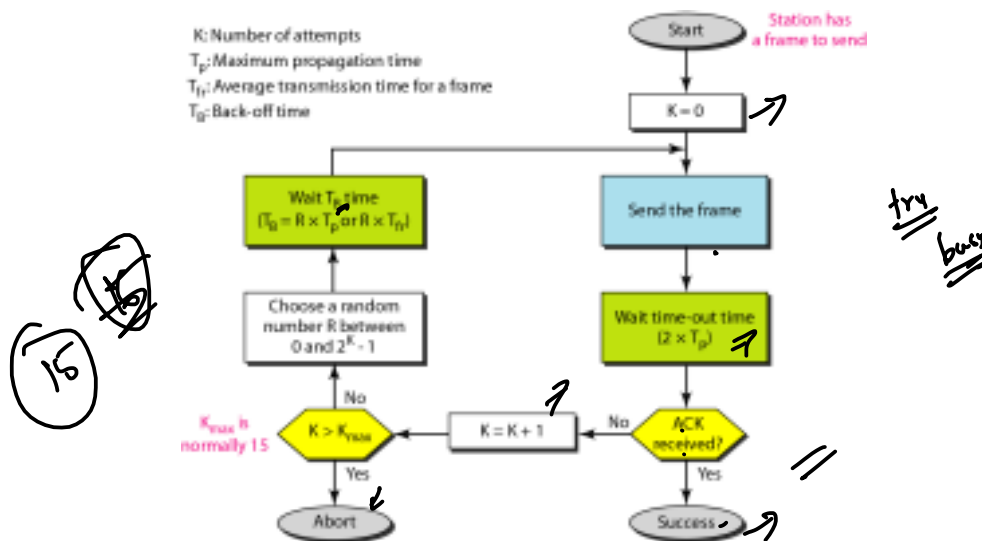 K: Number of attempts
Tp: Maximum propagation time
Tfr: Average transmission time for a frame
TB: Back-off time
Start
Station has
a frame to send
K = 0
Wait TB time
(TB = R × Tp or R × Tfr)
Send the frame
try
Choose a random
number R between
0 and 2^K - 1
Wait time-out time
(2 × Tp)
15
No
Kmax is
normally 15
K > Kmax
K = K + 1
No
ACK
received?
Yes
Yes
Abort
Success